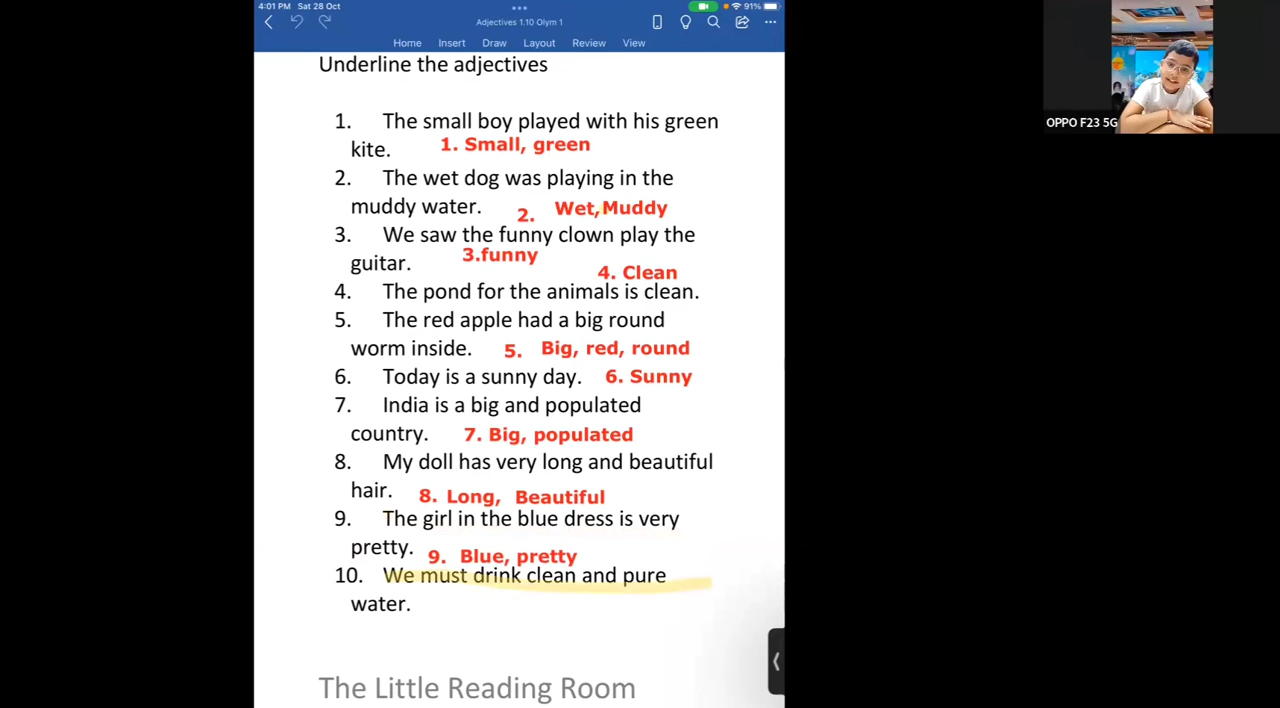 4:01 PM Sat 28 Oct
91%
Adjectives 1.10 Olym 1
Home Insert Draw Layout Review View
Underline the adjectives
1. The small boy played with his green
kite. 1. Small, green
2. The wet dog was playing in the
muddy water. 2. Wet,Muddy
3. We saw the funny clown play the
guitar. 3.funny
4. Clean
4. The pond for the animals is clean.
5. The red apple had a big round
worm inside. 5. Big, red, round
6. Today is a sunny day. 6. Sunny
7. India is a big and populated
country. 7. Big, populated
8. My doll has very long and beautiful
hair. 8. Long, Beautiful
9. The girl in the blue dress is very
pretty. 9. Blue, pretty
10. We must drink clean and pure
water.
The Little Reading Room
OPPO F23 5G